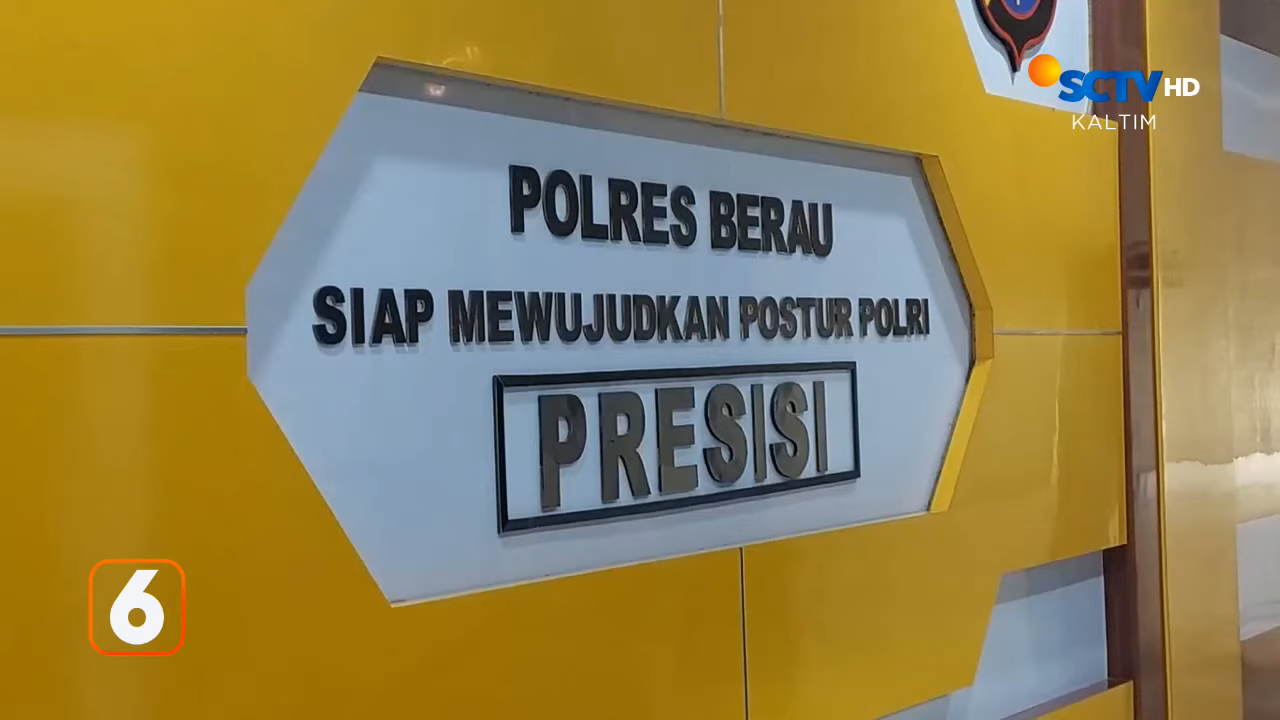 SCTV HD
KALTIM
POLRES BERAU
SIAP MEWUJUDKAN POSTUR POLRI
PRESISI
6